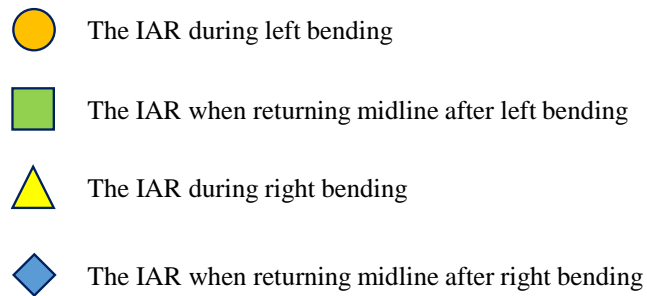 The IAR during left bending
The IAR when returning midline after left bending
The IAR during right bending
The IAR when returning midline after right bending